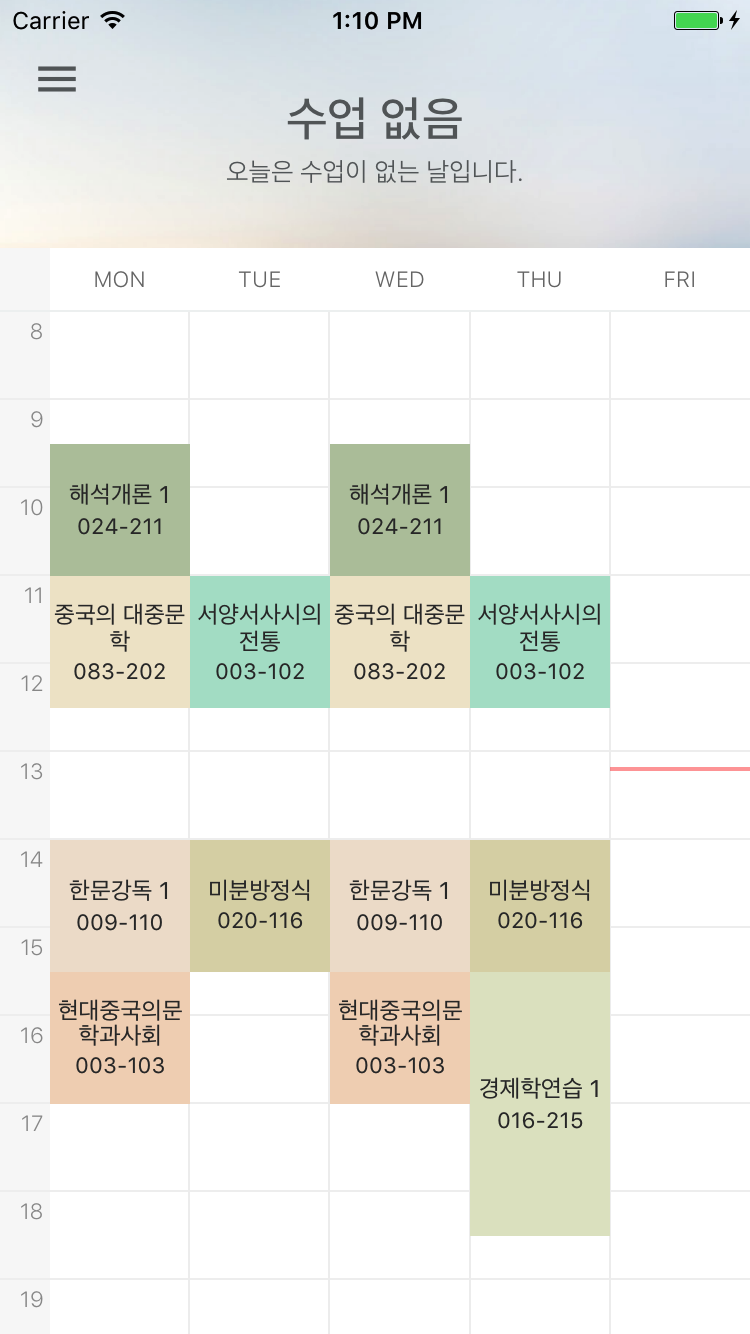 Carrier 1:10 PM
수업 없음
오늘은 수업이 없는 날입니다.
MON TUE WED THU FRI
8
9
해석개론 1 해석개론 1
10
024-211 024-211
11
중국의 대중문 서양서사시의 중국의 대중문 서양서사시의
학 전통 학 전통
083-202 003-102 083-202 003-102
12
13
14
한문강독 1 미분방정식 한문강독 1 미분방정식
009-110 020-116 009-110 020-116
15
현대중국의문 현대중국의문
학과사회 학과사회
16
003-103 003-103
경제학연습 1
016-215
17
18
19